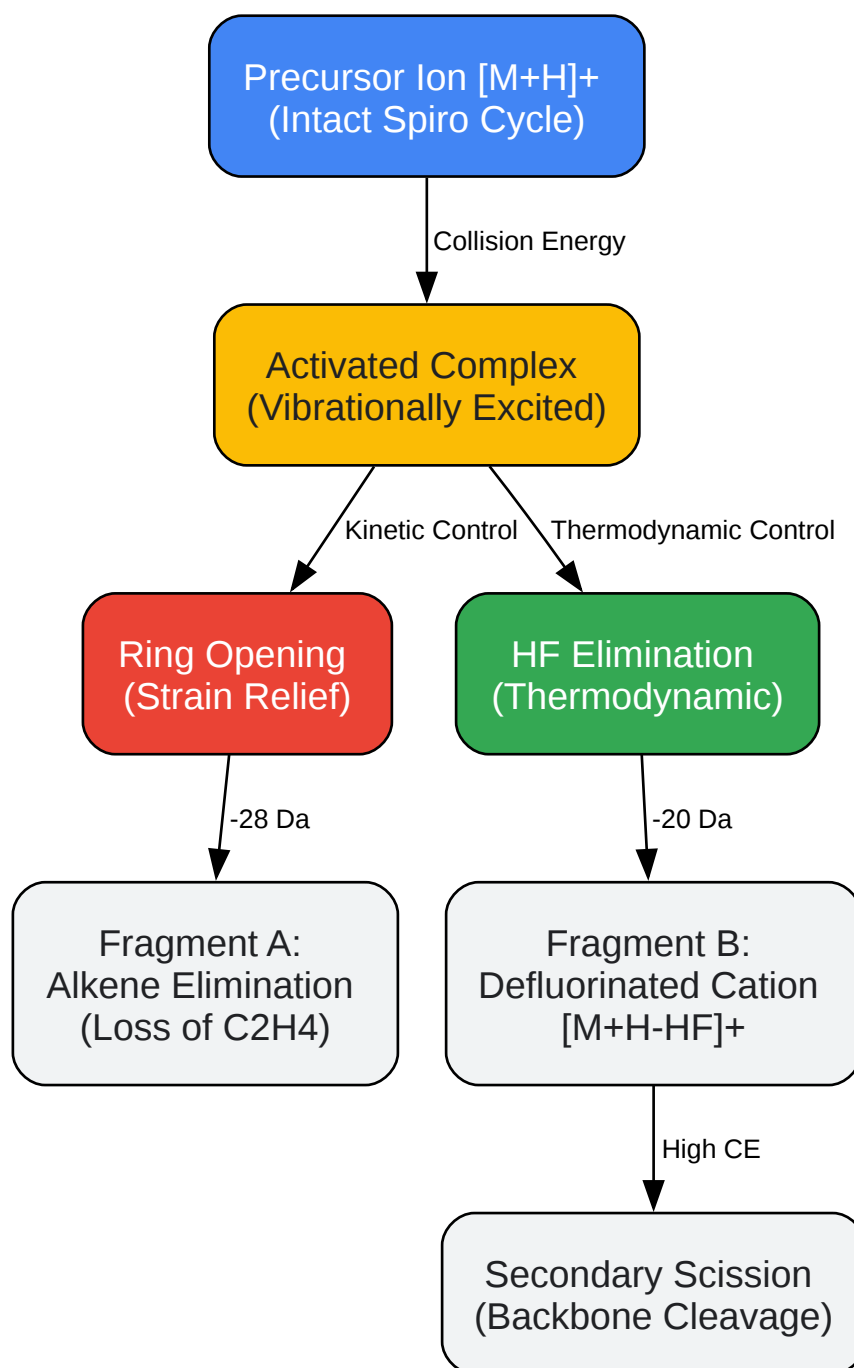 Precursor Ion [M+H]+
(Intact Spiro Cycle)
Collision Energy
Activated Complex
(Vibrationally Excited)
Kinetic Control
Thermodynamic Control
Ring Opening
(Strain Relief)
HF Elimination
(Thermodynamic)
-28 Da
-20 Da
Fragment A:
Alkene Elimination
(Loss of C2H4)
Fragment B:
Defluorinated Cation
[M+H-HF]+
High CE
Secondary Scission
(Backbone Cleavage)